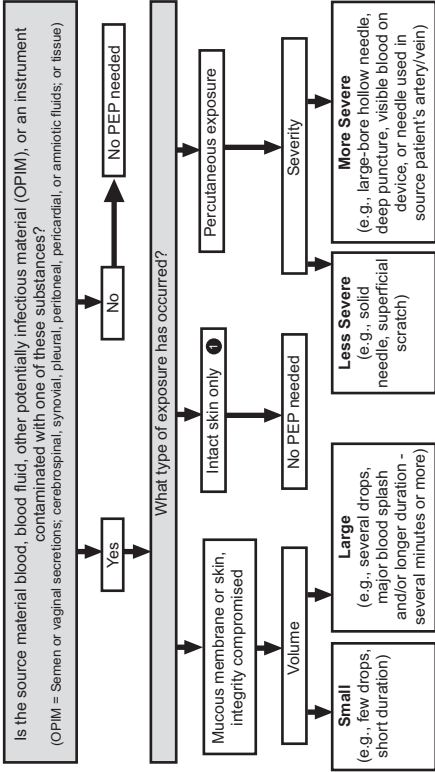 Is the source material blood, blood fluid, other potentially infectious material (OPIM), or an instrument
contaminated with one of these substances?
(OPIM = Semen or vaginal secretions; cerebrospinal, synovial, pleural, peritoneal, pericardial, or amniotic fluids; or tissue)
Yes
No
No PEP needed
What type of exposure has occurred?
Mucous membrane or skin,
integrity compromised
Intact skin only ❶
Percutaneous exposure
Volume
No PEP needed
Severity
Small
(e.g., few drops,
short duration)
Large
(e.g., several drops,
major blood splash
and/or longer duration -
several minutes or more)
Less Severe
(e.g., solid
needle, superficial
scratch)
More Severe
(e.g., large-bore hollow needle,
deep puncture, visible blood on
device, or needle used in
source patient's artery/vein)